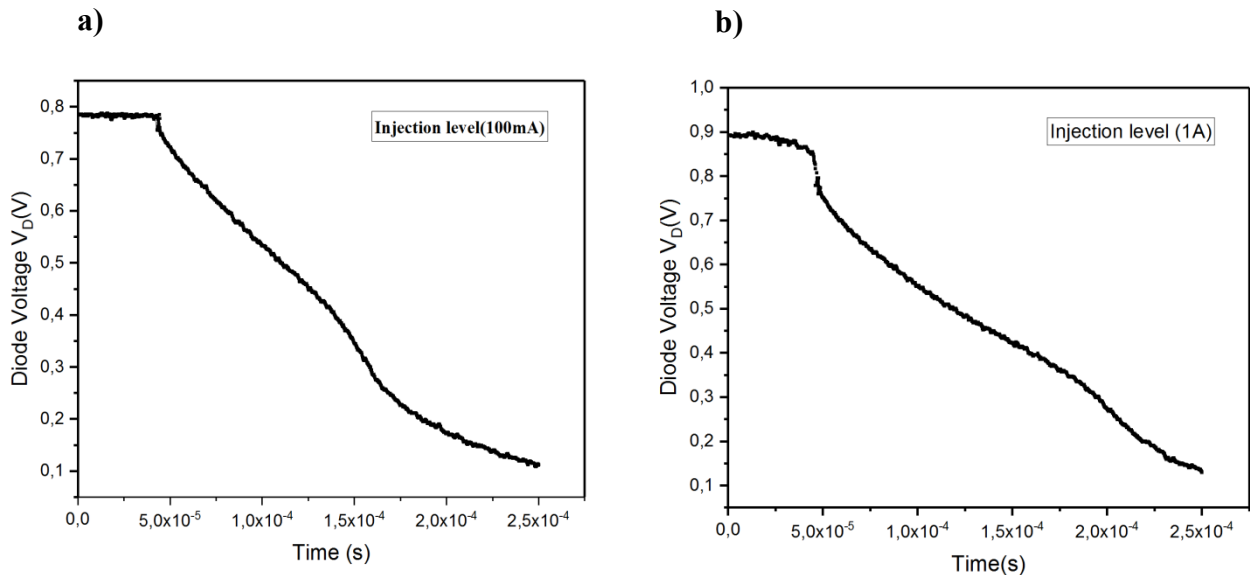 a)
Injection level(100mA)
0,8
0,7
0,6
0,5
0,4
0,3
0,2
0,1
Diode Voltage V_D(V)
0,0 5,0x10⁻⁵ 1,0x10⁻⁴ 1,5x10⁻⁴ 2,0x10⁻⁴ 2,5x10⁻⁴
Time (s)
b)
Injection level (1A)
1,0
0,9
0,8
0,7
0,6
0,5
0,4
0,3
0,2
0,1
Diode Voltage V_D(V)
0,0 5,0x10⁻⁵ 1,0x10⁻⁴ 1,5x10⁻⁴ 2,0x10⁻⁴ 2,5x10⁻⁴
Time(s)